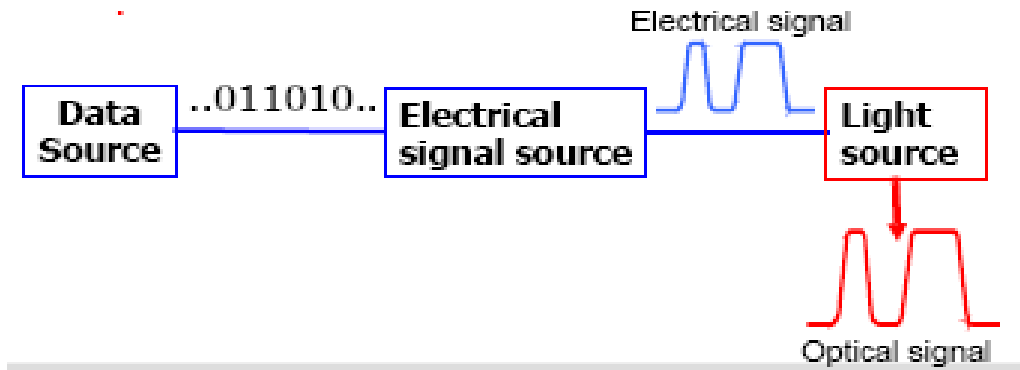 Electrical signal
Data
Source
..011010..
Electrical
signal source
Light
source
Optical signal